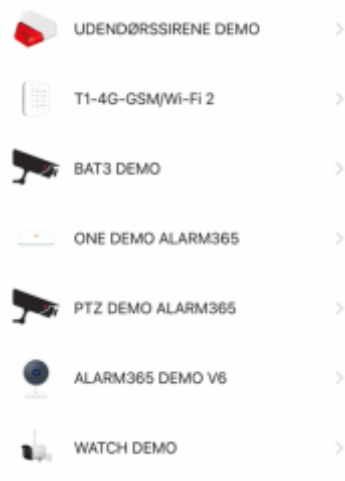 UDENDØRSSIRENE DEMO
T1-4G-GSM/Wi-Fi 2
BAT3 DEMO
ONE DEMO ALARM365
PTZ DEMO ALARM365
ALARM365 DEMO V6
WATCH DEMO